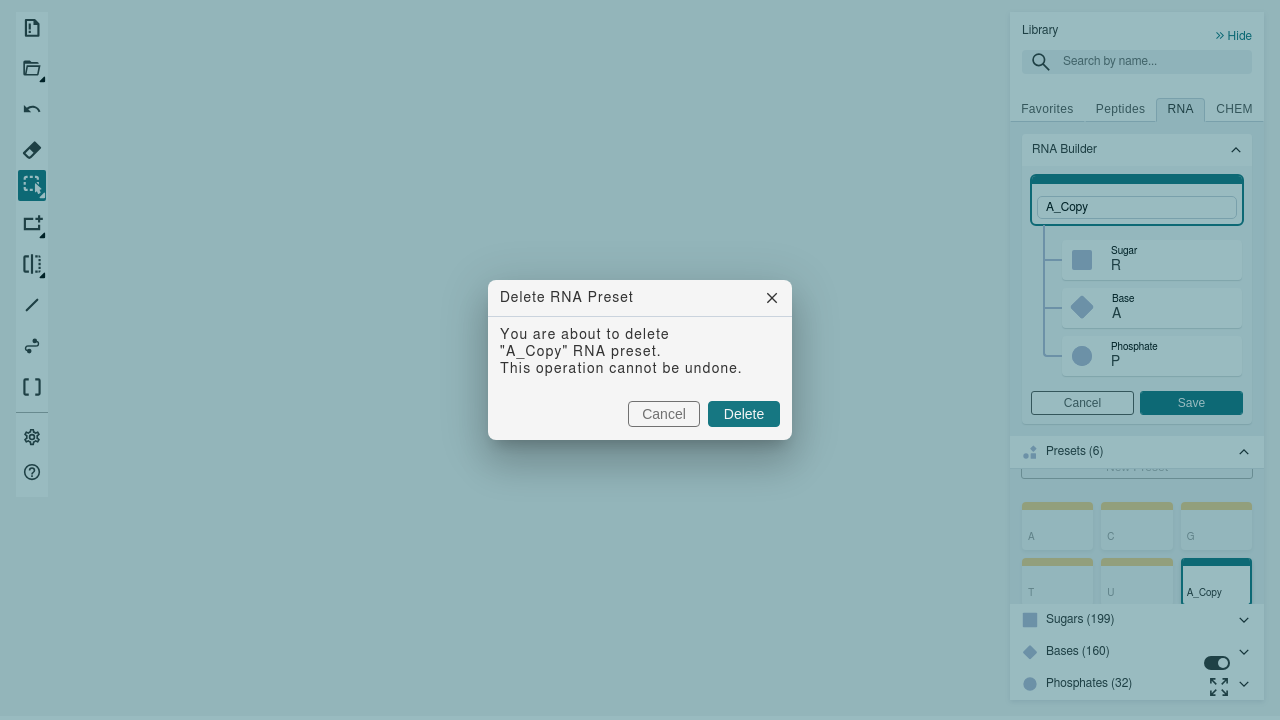 Library
Hide
Search by name...
Favorites Peptides RNA CHEM
RNA Builder
A_Copy
Sugar
R
Base
A
Phosphate
P
Cancel Save
Presets (6)
New Preset
A C G
T U A_Copy
Sugars (199)
Bases (160)
Phosphates (32)
Delete RNA Preset
You are about to delete
"A_Copy" RNA preset.
This operation cannot be undone.
Cancel Delete